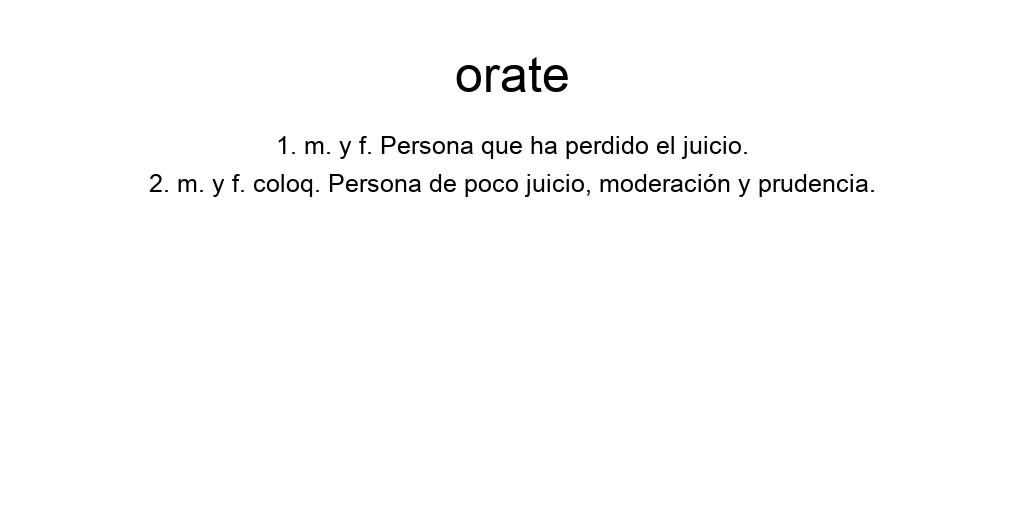 orate
1. m. y f. Persona que ha perdido el juicio.
2. m. y f. coloq. Persona de poco juicio, moderación y prudencia.